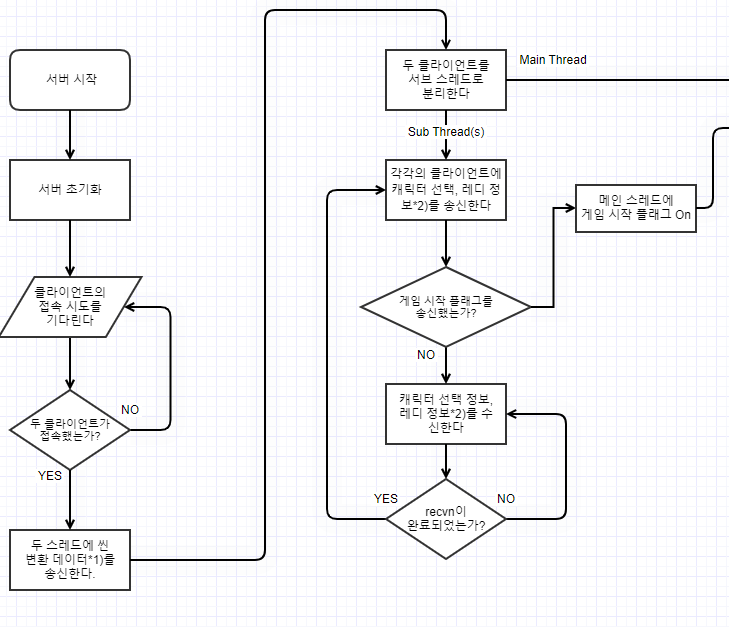 서버 시작
서버 초기화
클라이언트의
접속 시도를
기다린다
두 클라이언트가
접속했는가?
NO
YES
두 스레드에 씬
변환 데이터*1)를
송신한다.
두 클라이언트를
서브 스레드로
분리한다
Main Thread
Sub Thread(s)
각각의 클라이언트에
캐릭터 선택, 레디 정
보*2)를 송신한다
메인 스레드에
게임 시작 플래그 On
게임 시작 플래그를
송신했는가?
NO
캐릭터 선택 정보,
레디 정보*2)를 수
신한다
YES
NO
recvn이
완료되었는가?